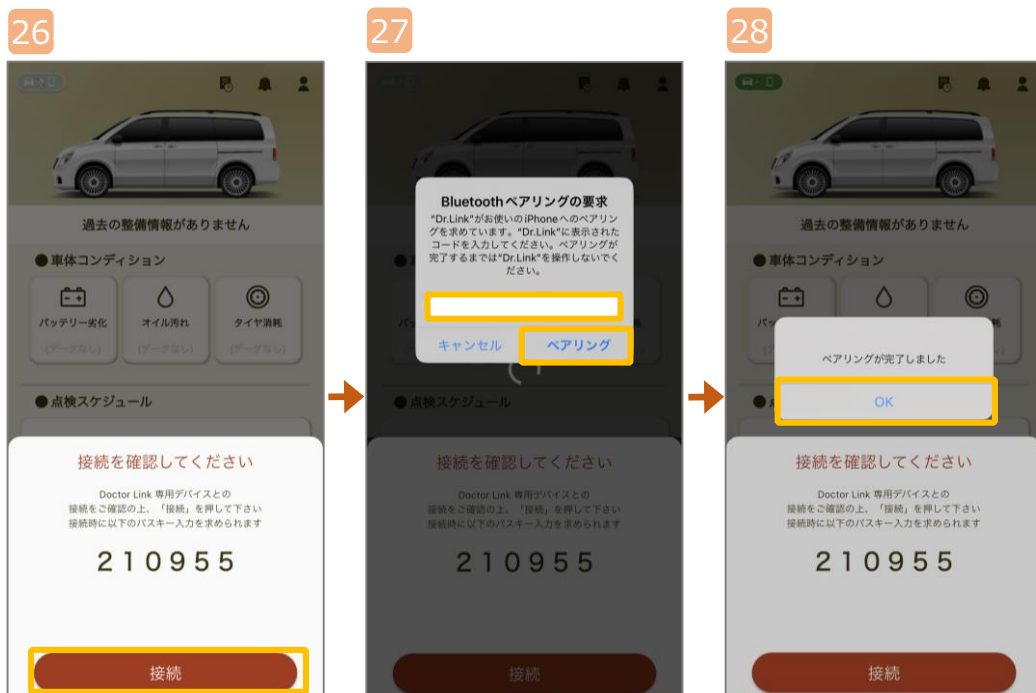 26
過去の整備情報がありません
●車体コンディション
バッテリー劣化
オイル汚れ
タイヤ消耗
(データなし)
(データなし)
(データなし)
●点検スケジュール
接続を確認してください
Doctor Link 専用デバイスとの
接続をご確認の上、「接続」を押して下さい
接続時に以下のパスキー入力を求められます
210955
接続
27
Bluetoothペアリングの要求
"Dr.Link"がお使いのiPhoneへのペアリン
グを求めています。"Dr.Link"に表示された
コードを入力してください。ペアリングが
完了するまでは"Dr.Link"を操作しないでく
ださい。
キャンセル
ペアリング
●点検スケジュール
接続を確認してください
Doctor Link 専用デバイスとの
接続をご確認の上、「接続」を押して下さい
接続時に以下のパスキー入力を求められます
210955
接続
28
過去の整備情報がありません
●車体コンディション
ペアリングが完了しました
OK
接続を確認してください
Doctor Link 専用デバイスとの
接続をご確認の上、「接続」を押して下さい
接続時に以下のパスキー入力を求められます
210955
接続